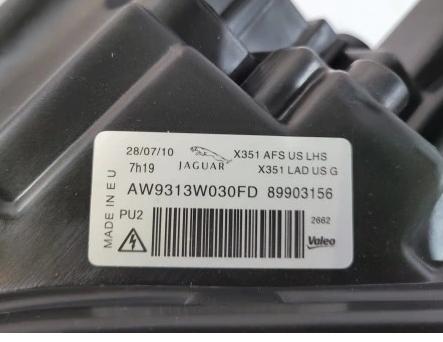 28/07/10 X351 AFS US LHS
7h19 JAGUAR X351 LAD US G
AW9313W030FD 89903156
MADE IN EU
PU2
2662
Valeo